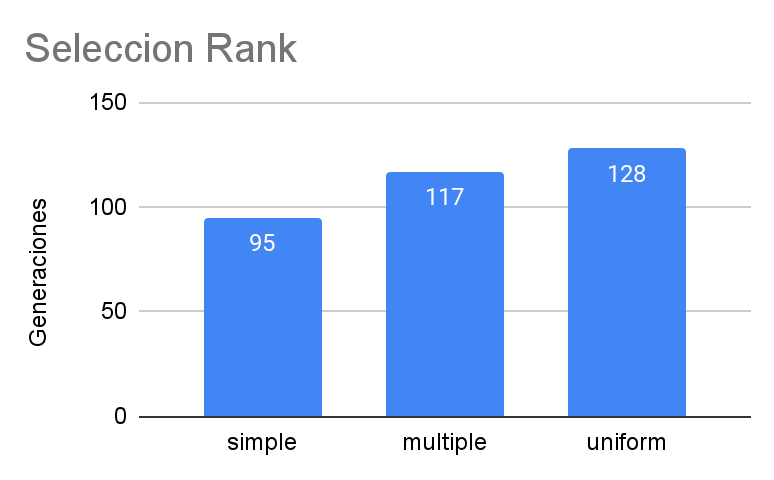 Seleccion Rank
150
100
50
0
Generaciones
95
117
128
simple
multiple
uniform